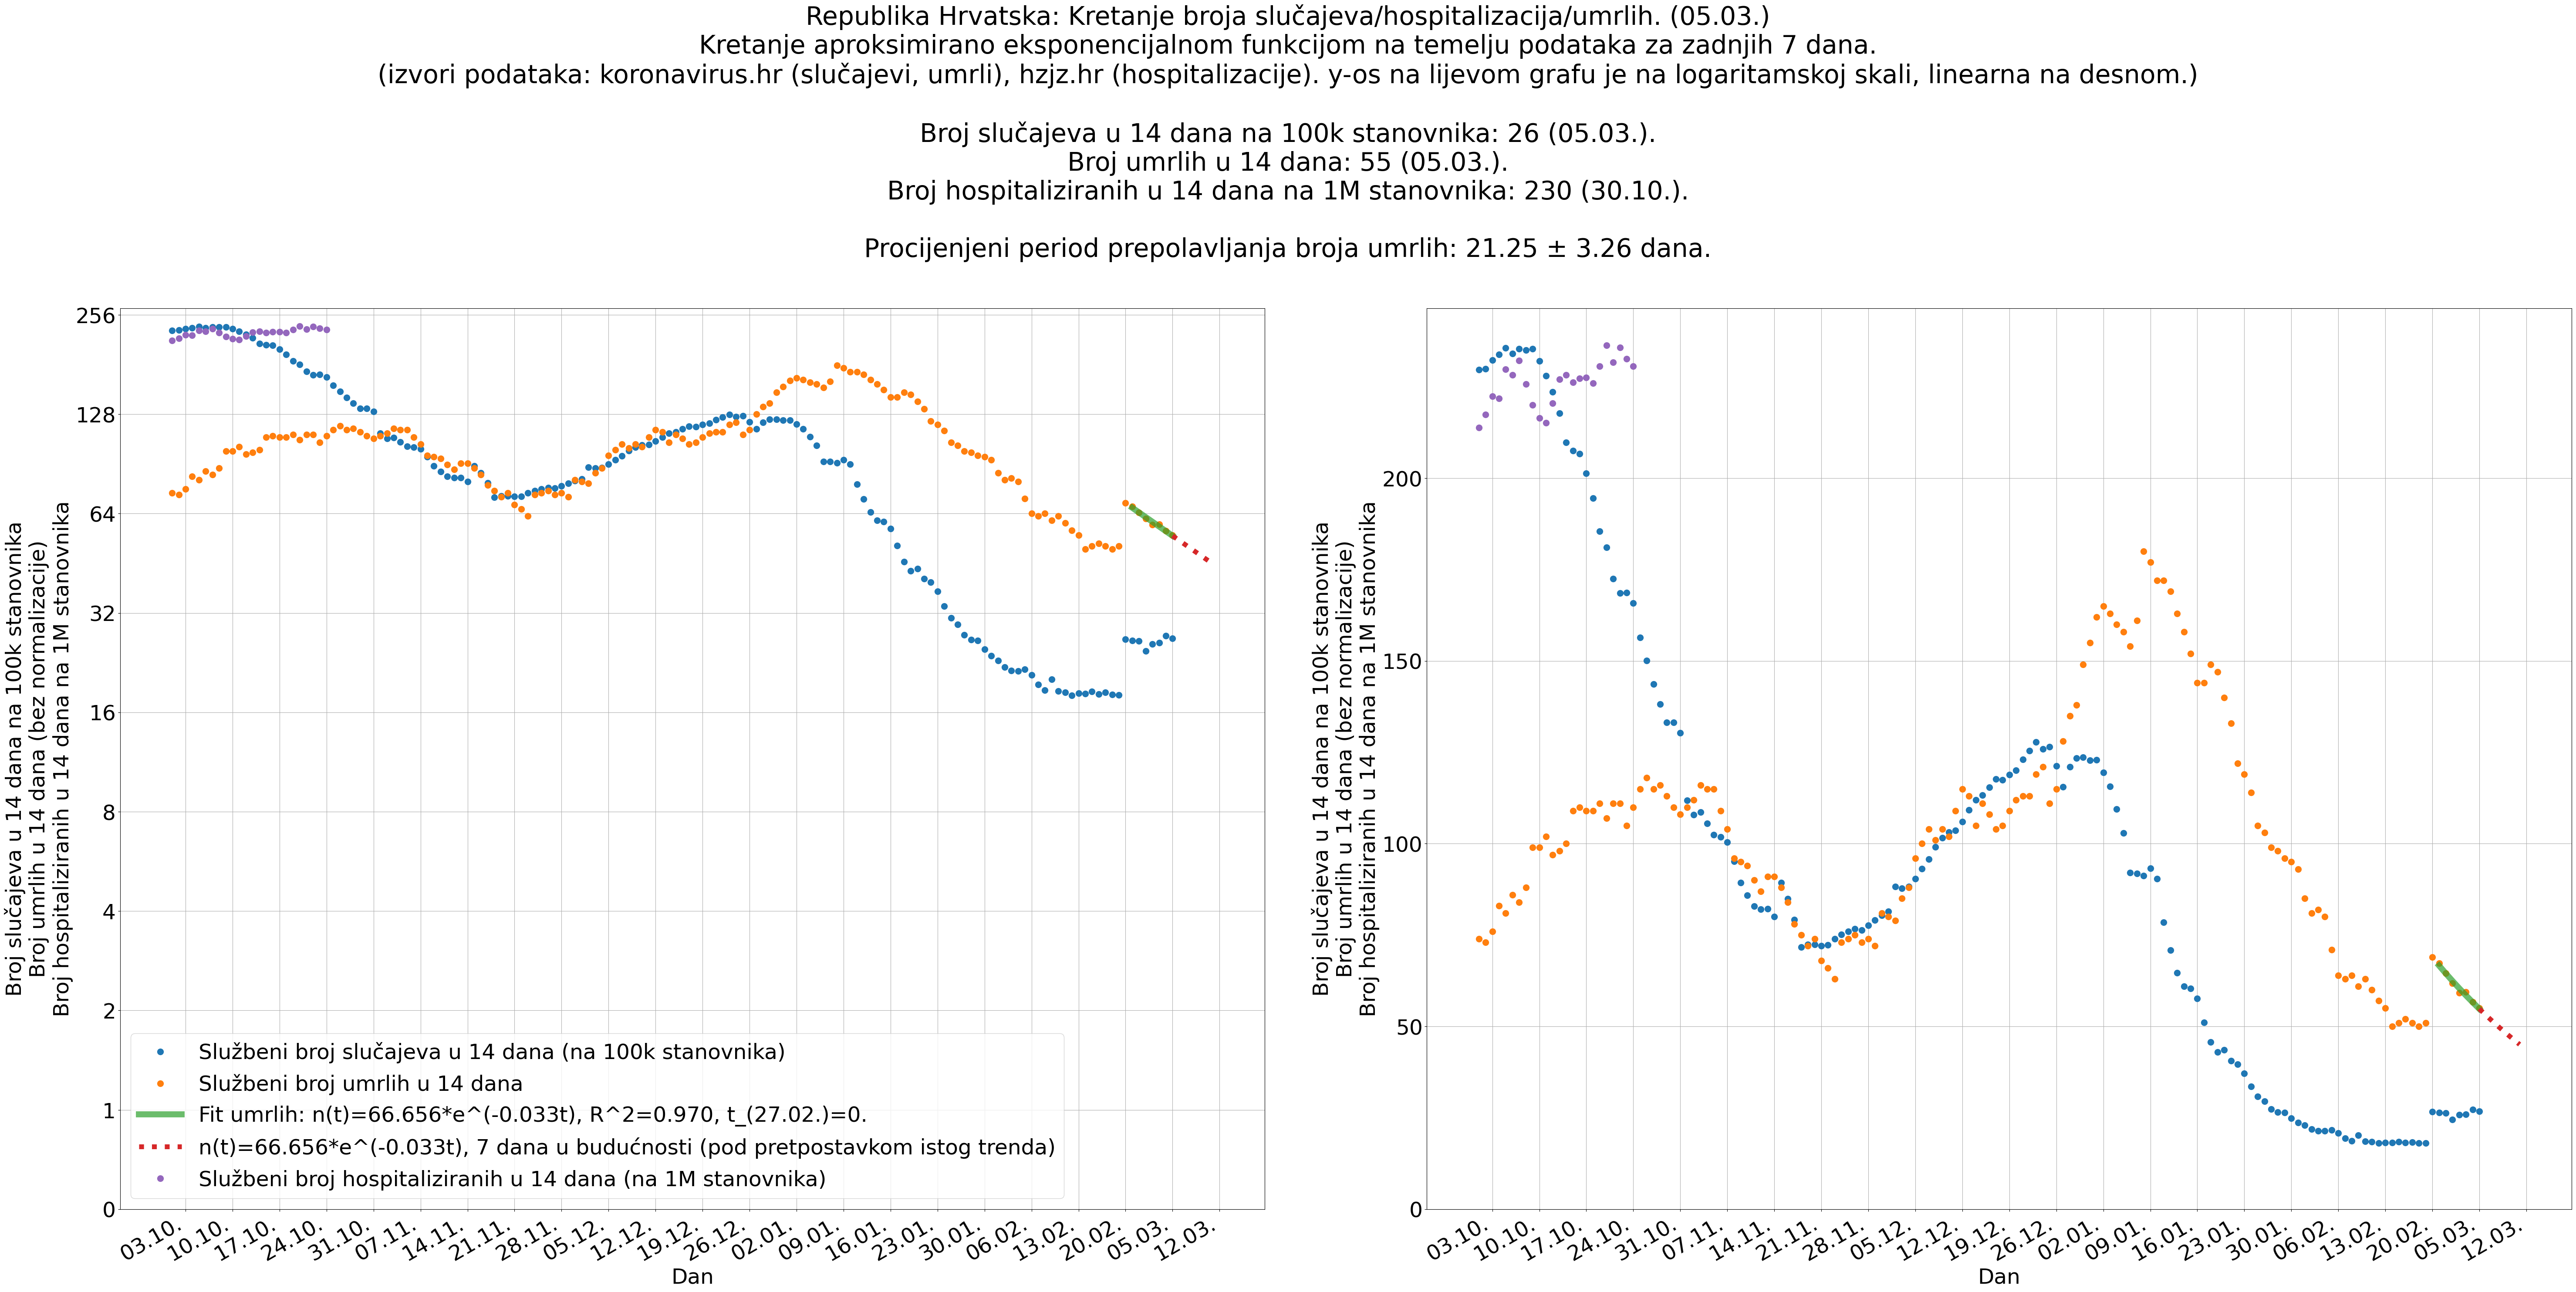 Republika Hrvatska: Kretanje broja slučajeva/hospitalizacija/umrlih. (05.03.)
Kretanje aproksimirano eksponencijalnom funkcijom na temelju podataka za zadnjih 7 dana.
(izvori podataka: koronavirus.hr (slučajevi, umrli), hzjz.hr (hospitalizacije). y-os na lijevom grafu je na logaritamskoj skali, linearna na desnom.)
Broj slučajeva u 14 dana na 100k stanovnika: 26 (05.03.).
Broj umrlih u 14 dana: 55 (05.03.).
Broj hospitaliziranih u 14 dana na 1M stanovnika: 230 (30.10.).
Procijenjeni period prepolavljanja broja umrlih: 21.25 ± 3.26 dana.
Broj slučajeva u 14 dana na 100k stanovnika
Broj umrlih u 14 dana (bez normalizacije)
Broj hospitaliziranih u 14 dana na 1M stanovnika
256
128
64
32
16
8
4
2
1
0
Službeni broj slučajeva u 14 dana (na 100k stanovnika)
Službeni broj umrlih u 14 dana
Fit umrlih: n(t)=66.656*e^(-0.033t), R^2=0.970, t_(27.02.)=0.
n(t)=66.656*e^(-0.033t), 7 dana u budućnosti (pod pretpostavkom istog trenda)
Službeni broj hospitaliziranih u 14 dana (na 1M stanovnika)
03.10. 10.10. 17.10. 24.10. 31.10. 07.11. 14.11. 21.11. 28.11. 05.12. 12.12. 19.12. 26.12. 02.01. 09.01. 16.01. 23.01. 30.01. 06.02. 13.02. 20.02. 05.03. 12.03.
Dan
Broj slučajeva u 14 dana na 100k stanovnika
Broj umrlih u 14 dana (bez normalizacije)
Broj hospitaliziranih u 14 dana na 1M stanovnika
200
150
100
50
0
03.10. 10.10. 17.10. 24.10. 31.10. 07.11. 14.11. 21.11. 28.11. 05.12. 12.12. 19.12. 26.12. 02.01. 09.01. 16.01. 23.01. 30.01. 06.02. 13.02. 20.02. 05.03. 12.03.
Dan